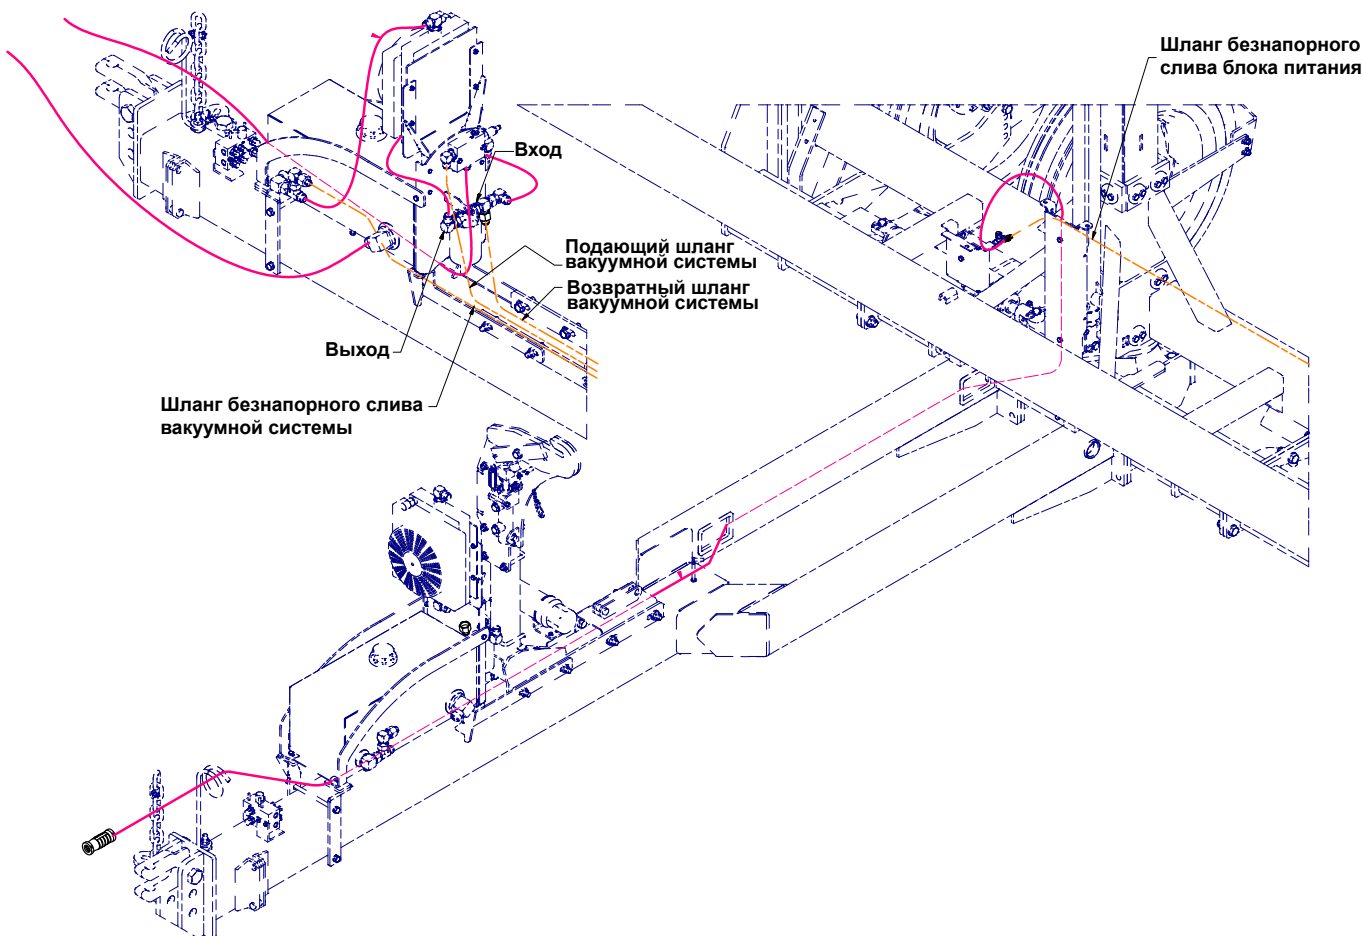 Шланг безнапорного
слива блока питания
Вход
Подающий шланг
вакуумной системы
Возвратный шланг
вакуумной системы
Выход
Шланг безнапорного слива
вакуумной системы